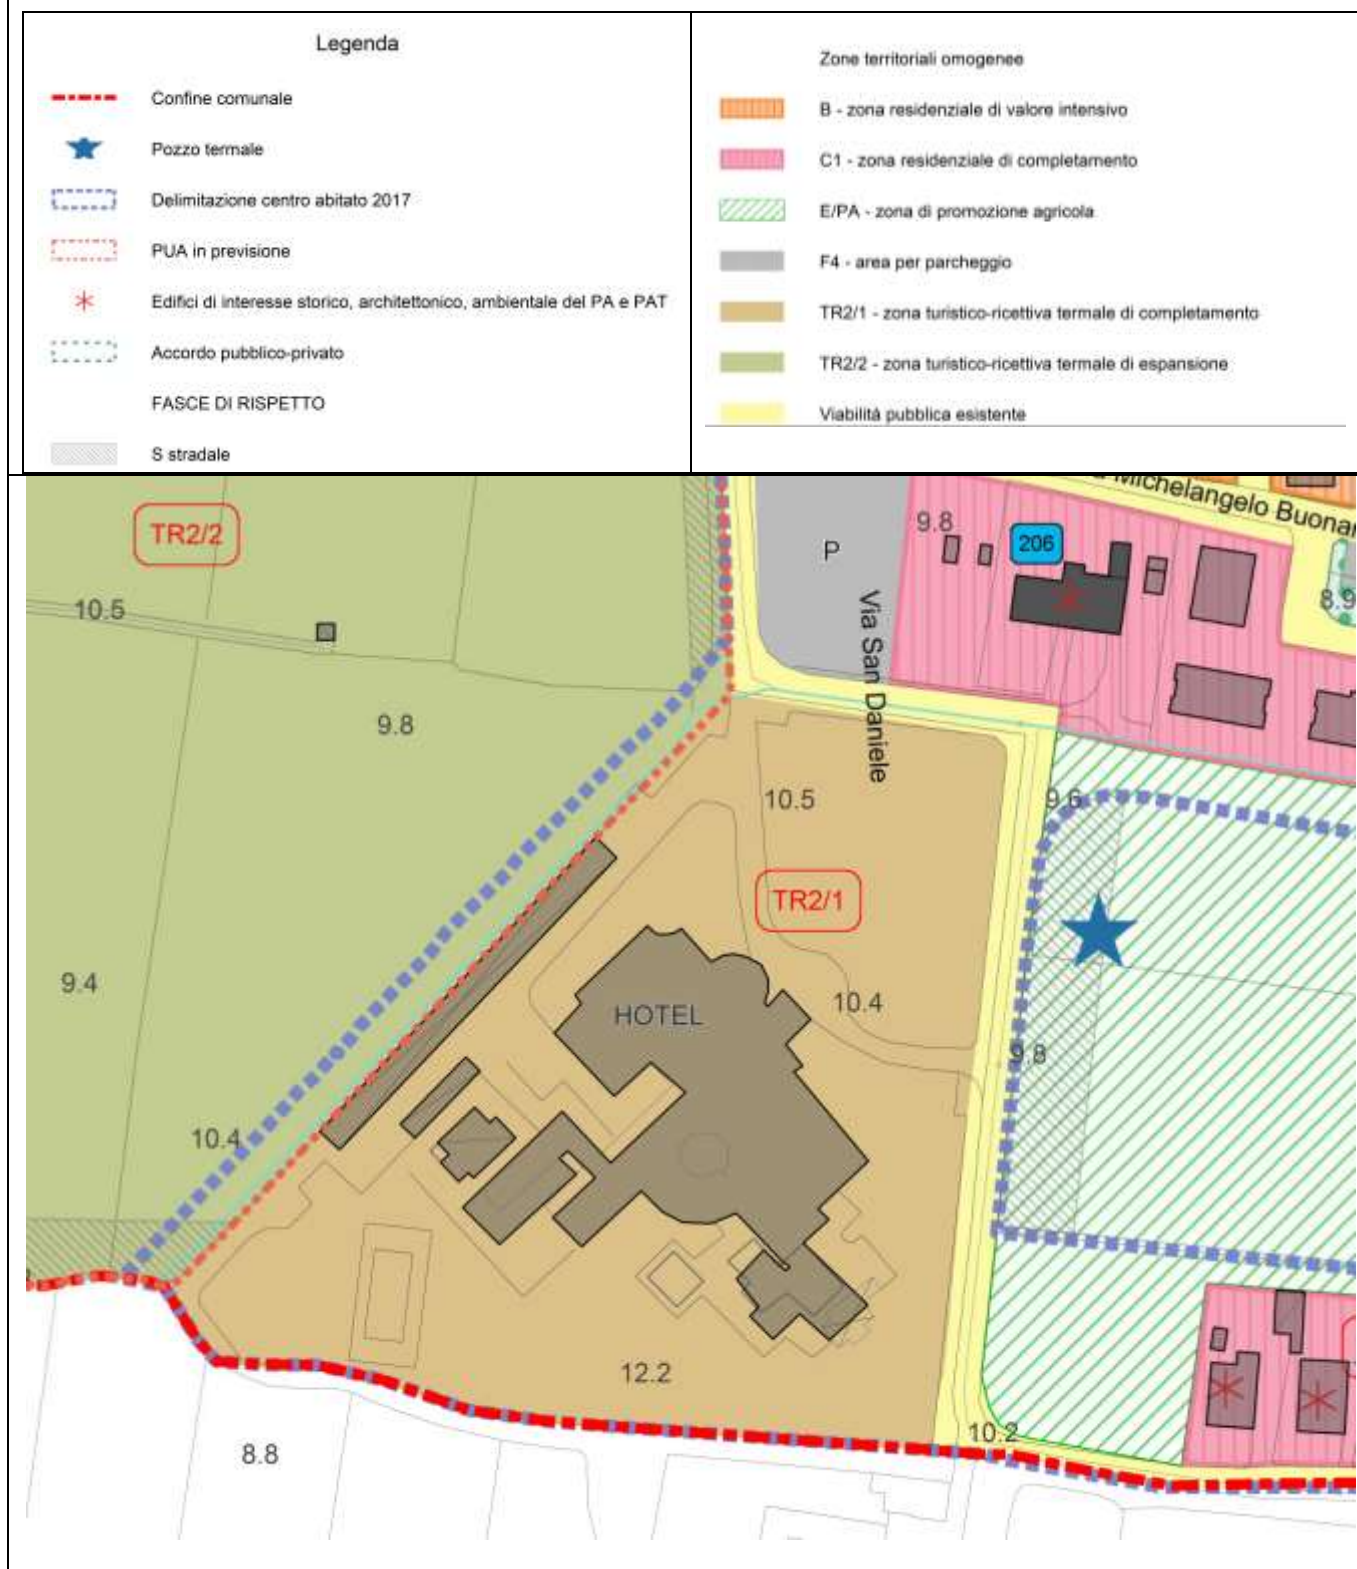 Legenda
Confine comunale
Pozzo termale
Delimitazione centro abitato 2017
PUA in previsione
Edifici di interesse storico, architettonico, ambientale del PA e PAT
Accordo pubblico-privato
FASCE DI RISPETTO
S stradale
Zone territoriali omogenee
B - zona residenziale di valore intensivo
C1 - zona residenziale di completamento
E/PA - zona di promozione agricola
F4 - area per parcheggio
TR2/1 - zona turistico-ricettiva termale di completamento
TR2/2 - zona turistico-ricettiva termale di espansione
Viabilità pubblica esistente
Michelangelo Buonar
TR2/2
9.8
206
P
10.5
8.9
Via San Daniele
9.8
10.5
9.6
TR2/1
9.4
10.4
HOTEL
9.8
10.4
12.2
10.2
8.8